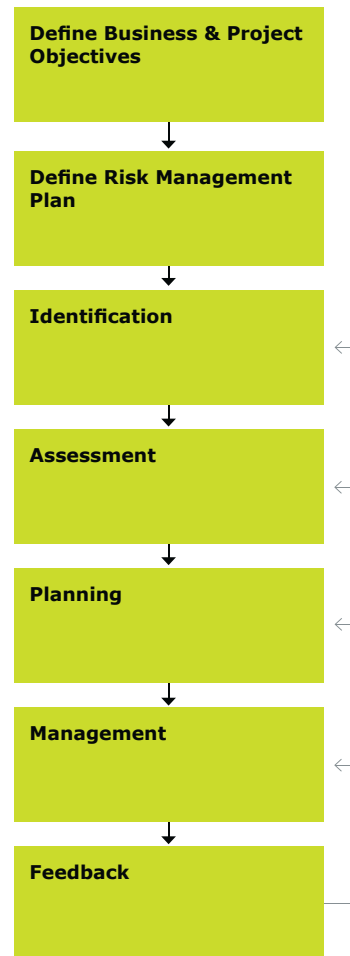 Define Business & Project
Objectives
Define Risk Management
Plan
Identification
Assessment
Planning
Management
Feedback